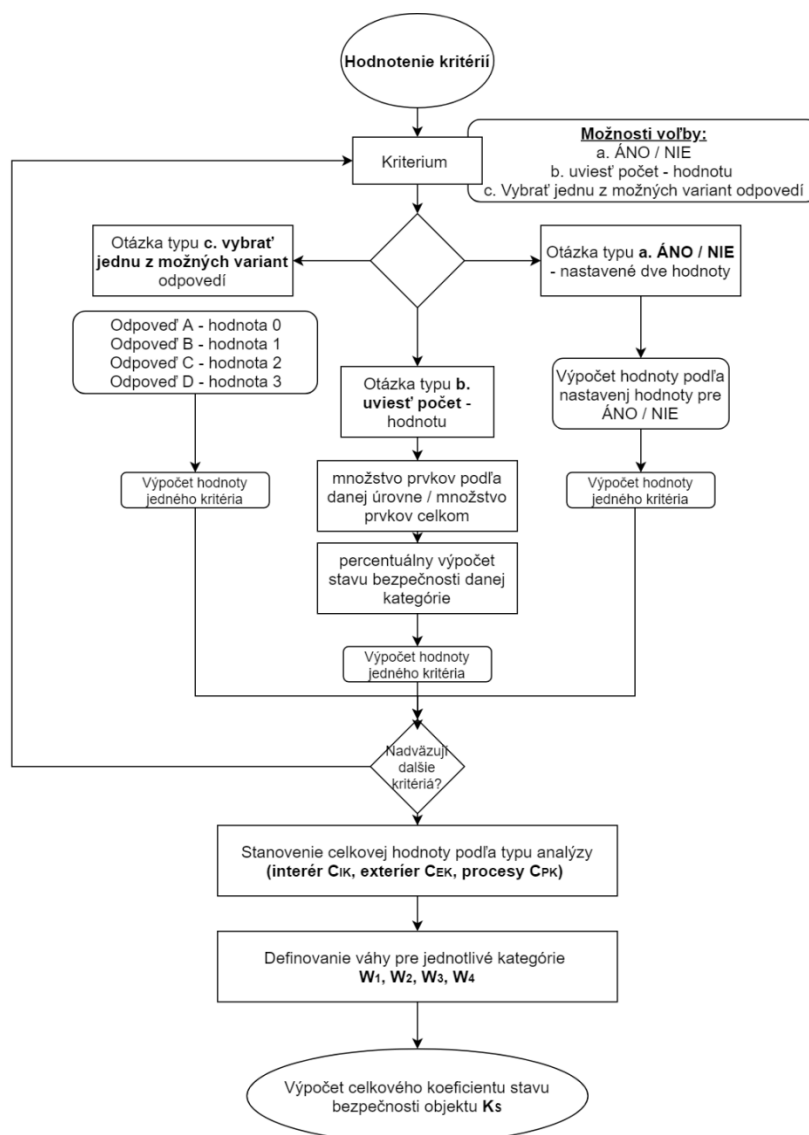 Hodnotenie kritérií
Kriterium
Možnosti voľby:
a. ÁNO / NIE
b. uviesť počet - hodnotu
c. Vybrať jednu z možných variant odpovedí
Otázka typu c. vybrať
jednu z možných variant
odpovedí
Otázka typu a. ÁNO / NIE
- nastavené dve hodnoty
Odpoveď A - hodnota 0
Odpoveď B - hodnota 1
Odpoveď C - hodnota 2
Odpoveď D - hodnota 3
Otázka typu b.
uviesť počet -
hodnotu
Výpočet hodnoty podľa
nastavenj hodnoty pre
ÁNO / NIE
Výpočet hodnoty
jedného kritéria
množstvo prvkov podľa
danej úrovne / množstvo
prvkov celkom
Výpočet hodnoty
jedného kritéria
percentuálny výpočet
stavu bezpečnosti danej
kategórie
Výpočet hodnoty
jedného kritéria
Nadväzují
dalšie
kritériá?
Stanovenie celkovej hodnoty podľa typu analýzy
(interér CIK, exteríer CEK, procesy CPK)
Definovanie váhy pre jednotlivé kategórie
W1, W2, W3, W4
Výpočet celkového koeficientu stavu
bezpečnosti objektu KS